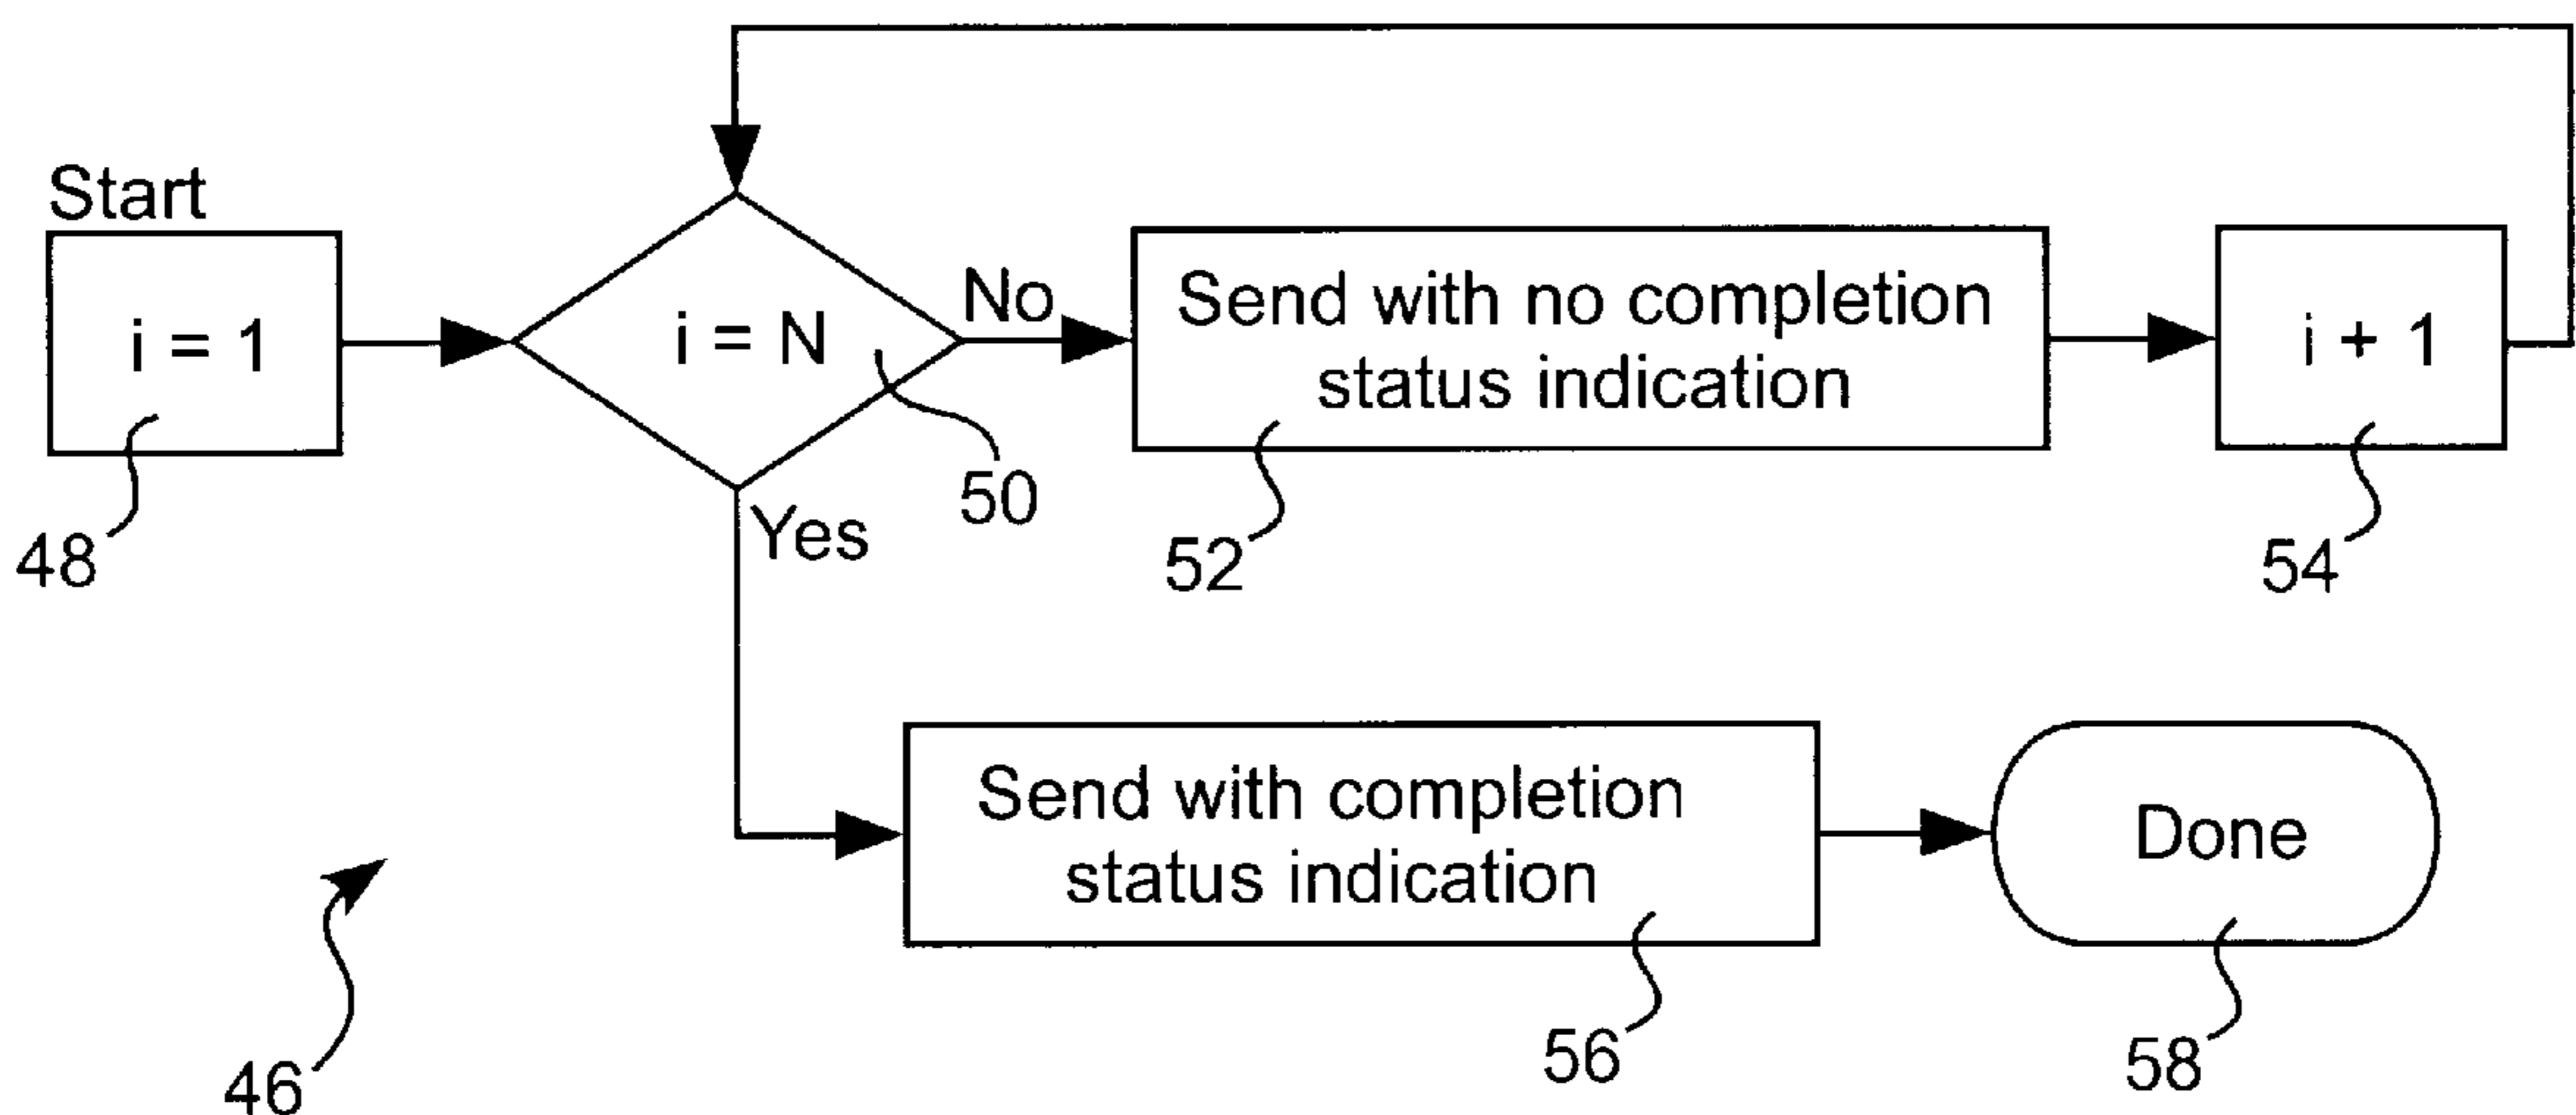 Start
i = 1
i = N
No
Send with no completion
status indication
i + 1
48
50
Yes
52
54
Send with completion
status indication
Done
46
56
58